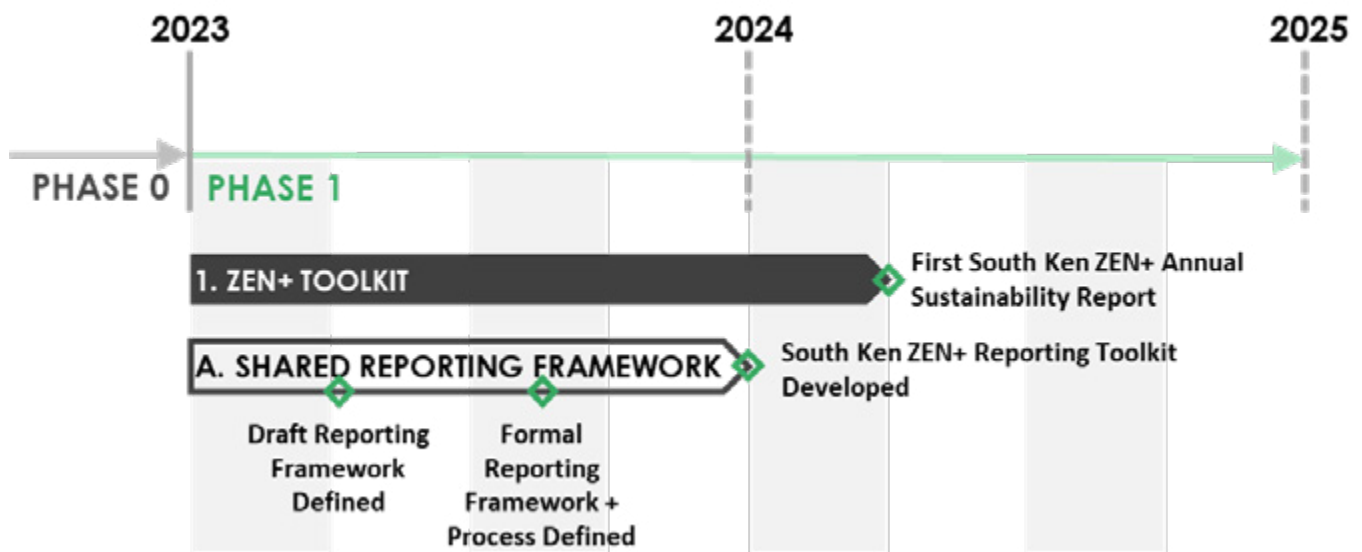 2023
2024
2025
PHASE 0
PHASE 1
1. ZEN+ TOOLKIT
First South Ken ZEN+ Annual
Sustainability Report
A. SHARED REPORTING FRAMEWORK
South Ken ZEN+ Reporting Toolkit
Developed
Draft Reporting
Framework
Defined
Formal
Reporting
Framework +
Process Defined